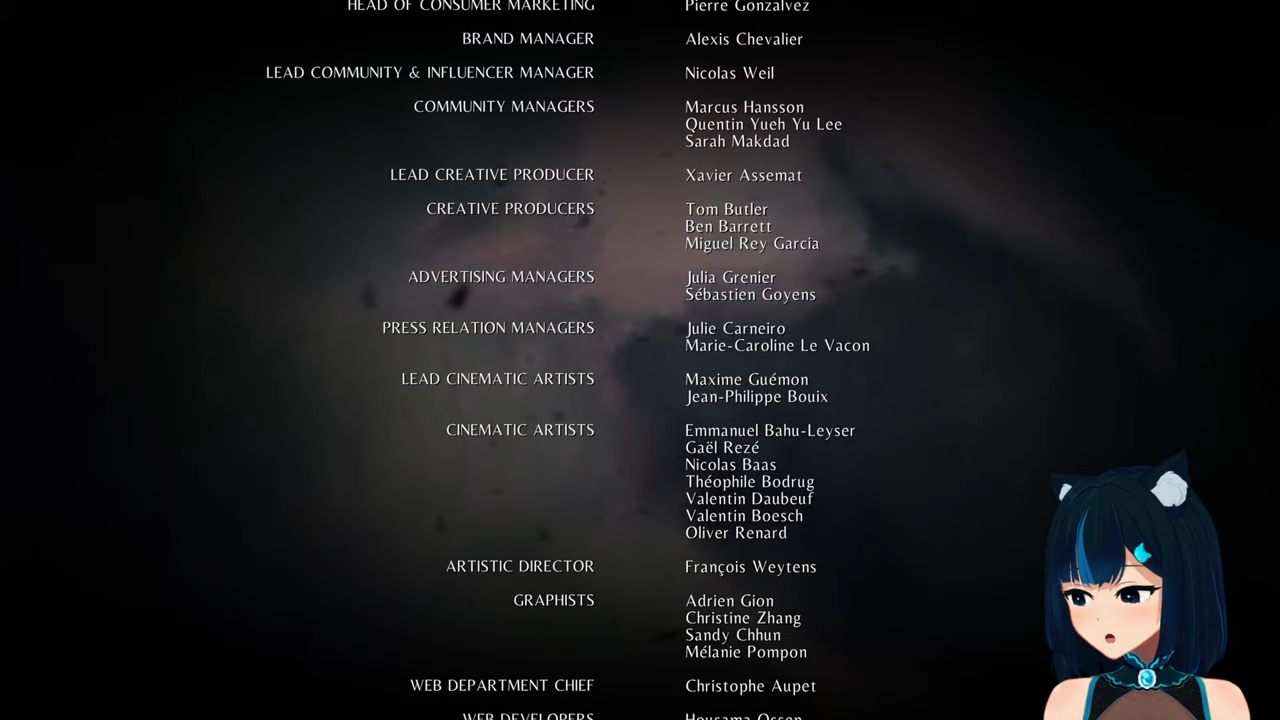 HEAD OF CONSUMER MARKETING Pierre Gonzalvez
BRAND MANAGER Alexis Chevalier
LEAD COMMUNITY & INFLUENCER MANAGER Nicolas Weil
COMMUNITY MANAGERS Marcus Hansson
Quentin Yueh Yu Lee
Sarah Makdad
LEAD CREATIVE PRODUCER Xavier Assemat
CREATIVE PRODUCERS Tom Butler
Ben Barrett
Miguel Rey Garcia
ADVERTISING MANAGERS Julia Grenier
Sébastien Goyens
PRESS RELATION MANAGERS Julie Carneiro
Marie-Caroline Le Vacon
LEAD CINEMATIC ARTISTS Maxime Guémon
Jean-Philippe Bouix
CINEMATIC ARTISTS Emmanuel Bahu-Leyser
Gaël Rezé
Nicolas Baas
Théophile Bodrug
Valentin Daubeuf
Valentin Boesch
Oliver Renard
ARTISTIC DIRECTOR François Weytens
GRAPHISTS Adrien Gion
Christine Zhang
Sandy Chhun
Mélanie Pompon
WEB DEPARTMENT CHIEF Christophe Aupet
WEB DEVELOPERS